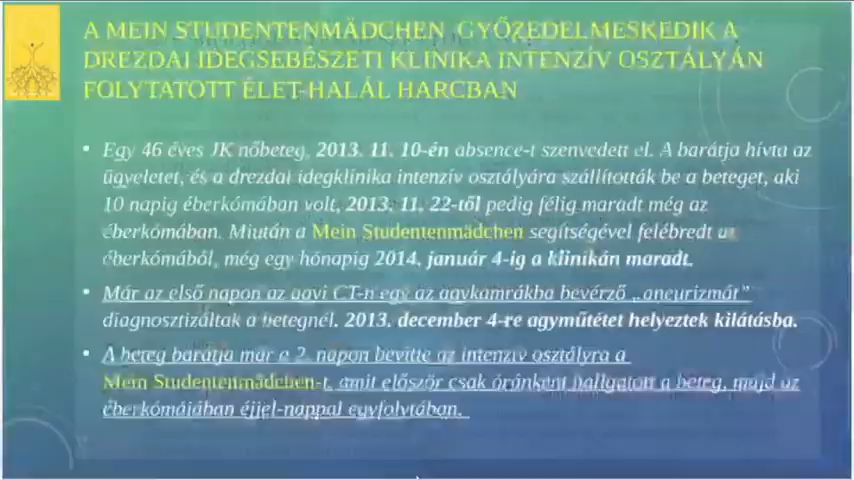 A MEIN STUDENTENMÄDCHEN GYŐZEDELMESKEDIK A
DREZDAI IDEGSEBÉSZETI KLINIKA INTENZÍV OSZTÁLYÁN
FOLYTATOTT ÉLET-HALÁL HARCBAN
• Egy 46 éves JK nőbeteg, 2013. 11. 10-én absence-t szenvedett el. A barátja hívta az
ügyeletet, és a drezdai idegklinika intenzív osztályára szállították be a beteget, aki
10 napig éberkómában volt, 2013. 11. 22-től pedig félig maradt még az
éberkómában. Miután a Mein Studentenmädchen segítségével felébredt az
éberkómából, még egy hónapig 2014. január 4-ig a klinikán maradt.
• Már az első napon az agyi CT-n egy az agykamrákba bevérző „aneurizmát”
diagnosztizáltak a betegnél. 2013. december 4-re agyműtétet helyeztek kilátásba.
• A beteg barátja már a 2. napon bevitte az intenzív osztályra a
Mein Studentenmädchen-t, amit először csak óránként hallgatott a beteg, majd az
éberkómájában éjjel-nappal egyfolytában.